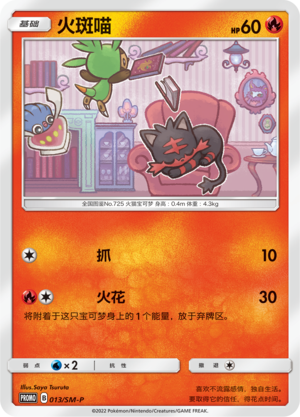 基础 火斑喵 HP60
全国图鉴No.725 火猫宝可梦 身高:0.4m 体重:4.3kg
抓 10
火花 30
将附着于这只宝可梦身上的1个能量,放于弃牌区。
弱点 ×2 抗性 撤退
Illus.Saya Tsuruta
PROMO B 013/SM-P
喜欢不流露感情,独自生活。
要取得它的信任,得花点时间。
©2022 Pokémon/Nintendo/Creatures/GAME FREAK.